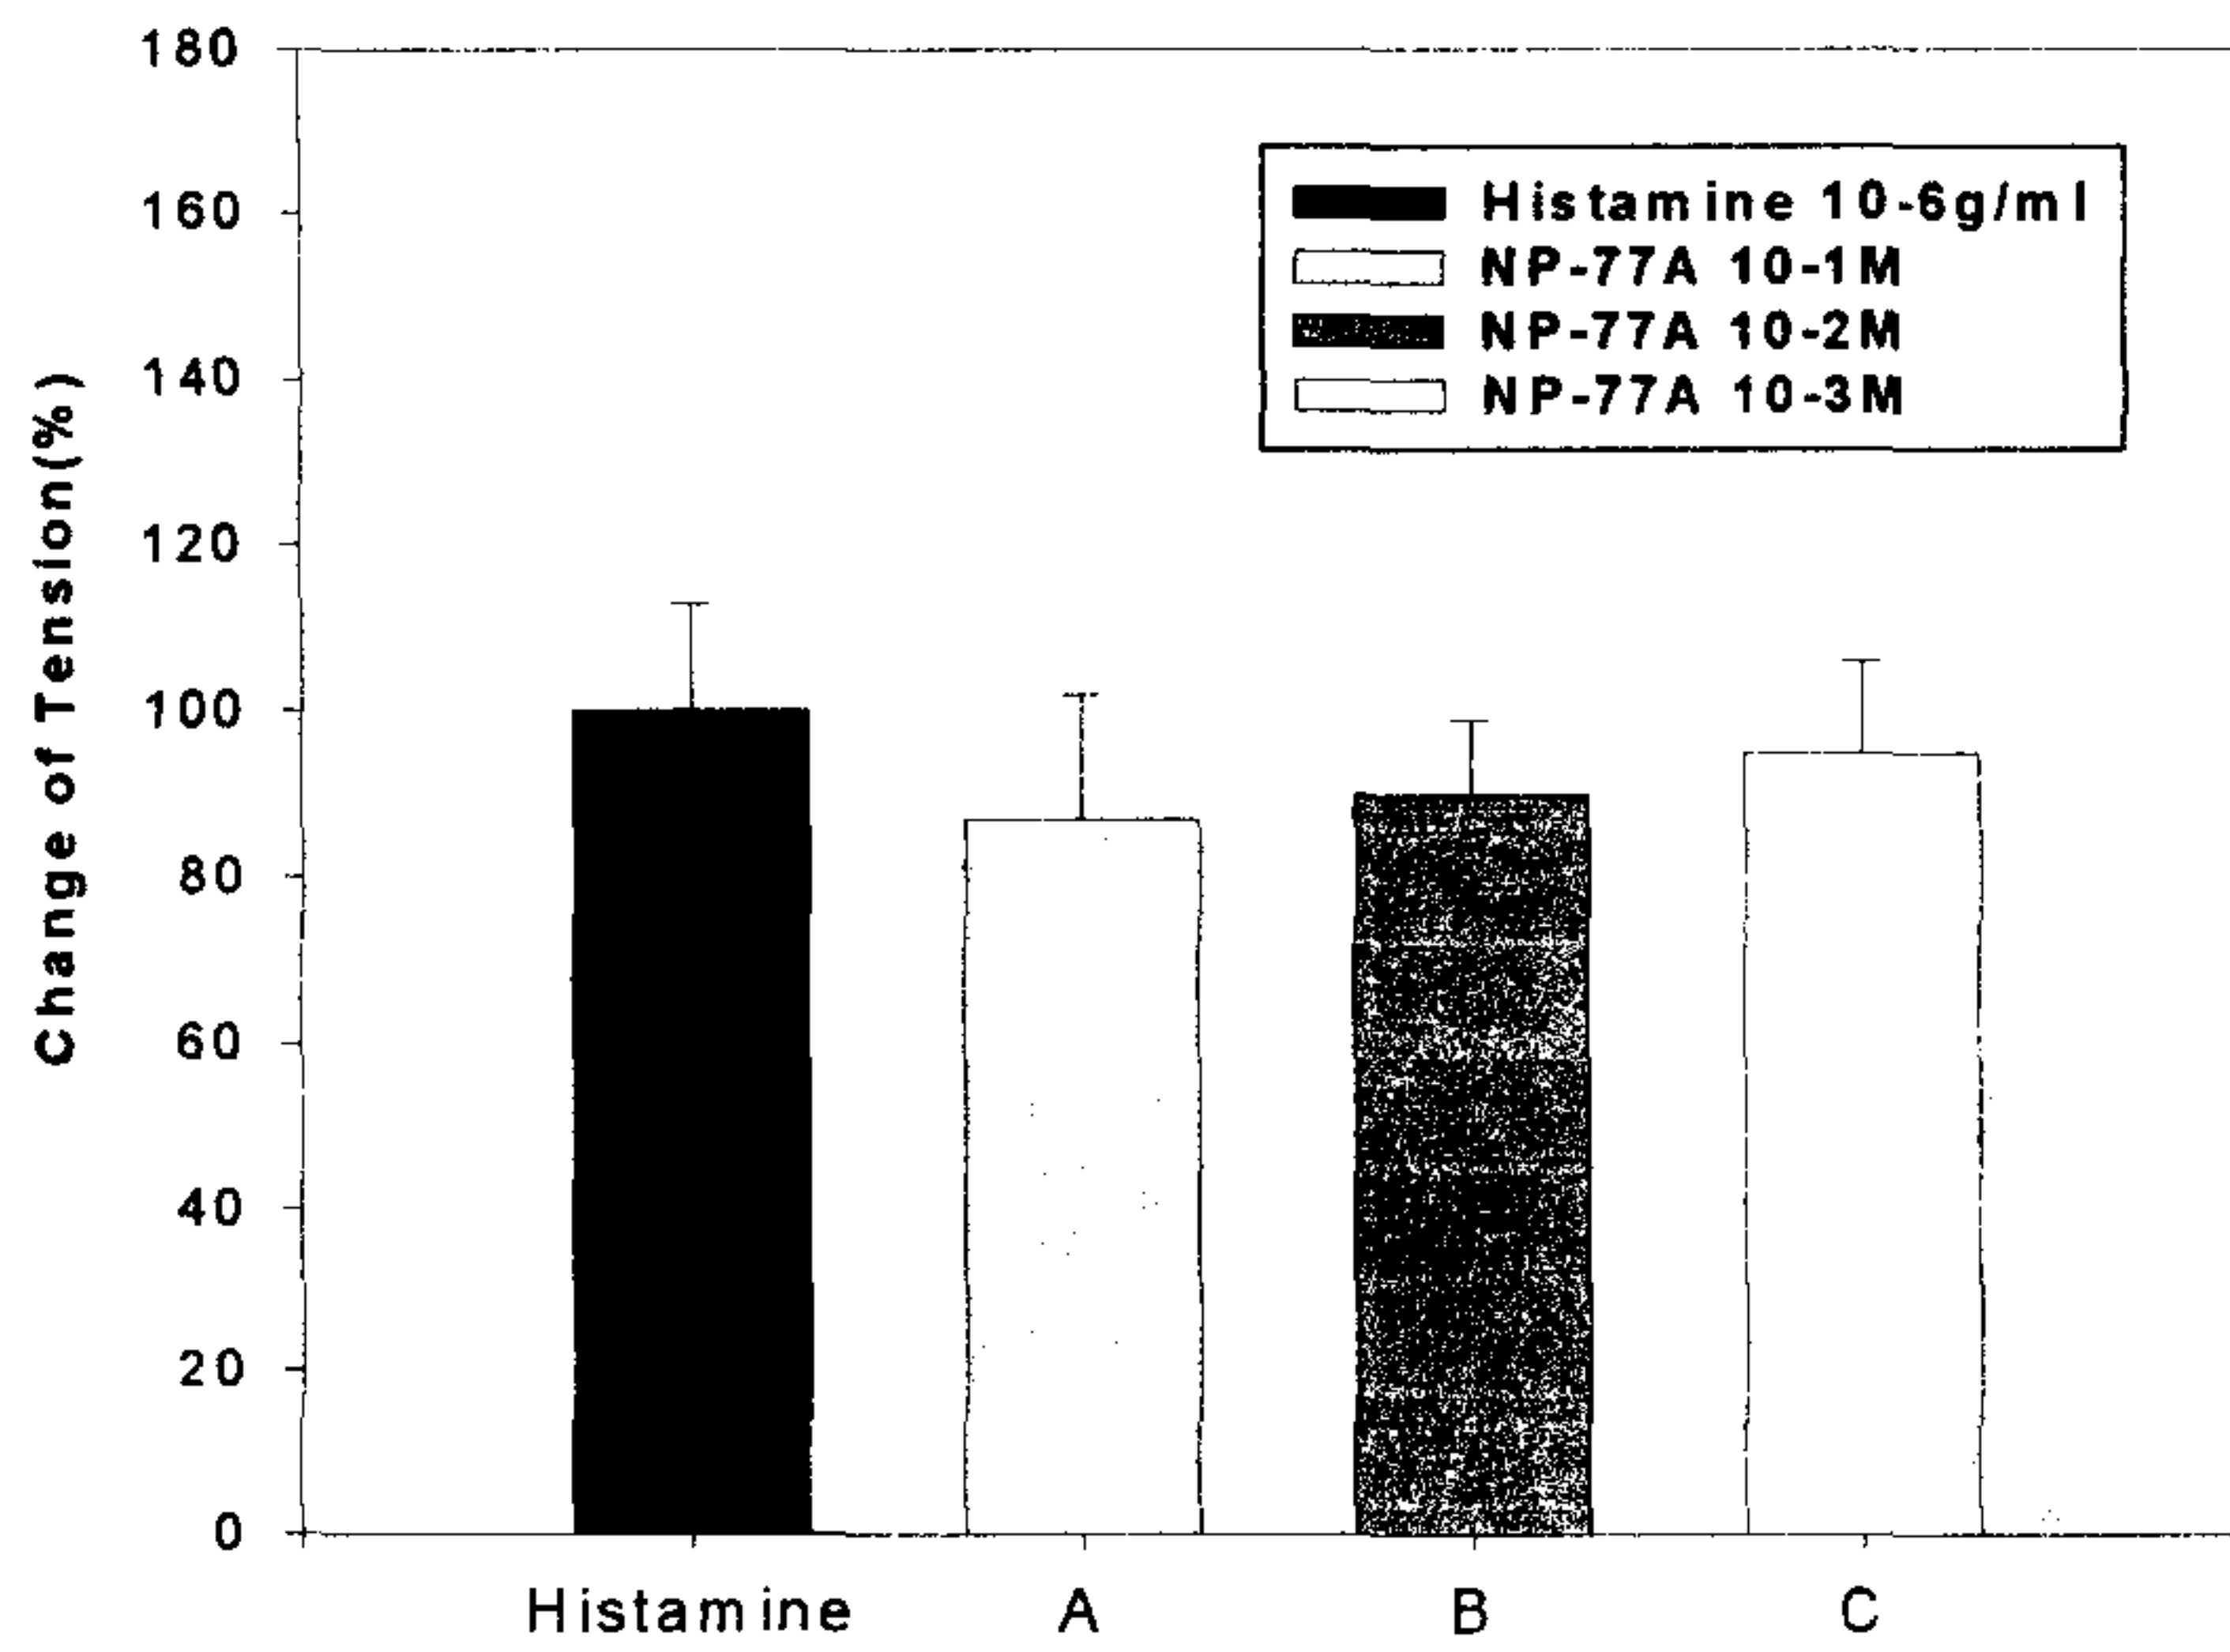 180
160
140
120
100
80
60
40
20
0
Change of Tension(%)
Histamine 10-6g/ml
NP-77A 10-1M
NP-77A 10-2M
NP-77A 10-3M
Histamine A B C